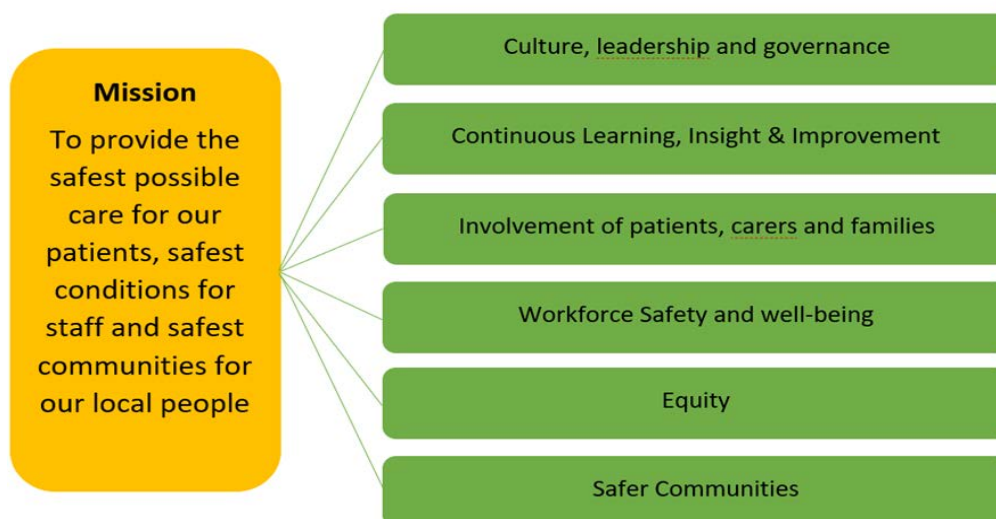 Mission
To provide the
safest possible
care for our
patients, safest
conditions for
staff and safest
communities for
our local people
Culture, leadership and governance
Continuous Learning, Insight & Improvement
Involvement of patients, carers and families
Workforce Safety and well-being
Equity
Safer Communities